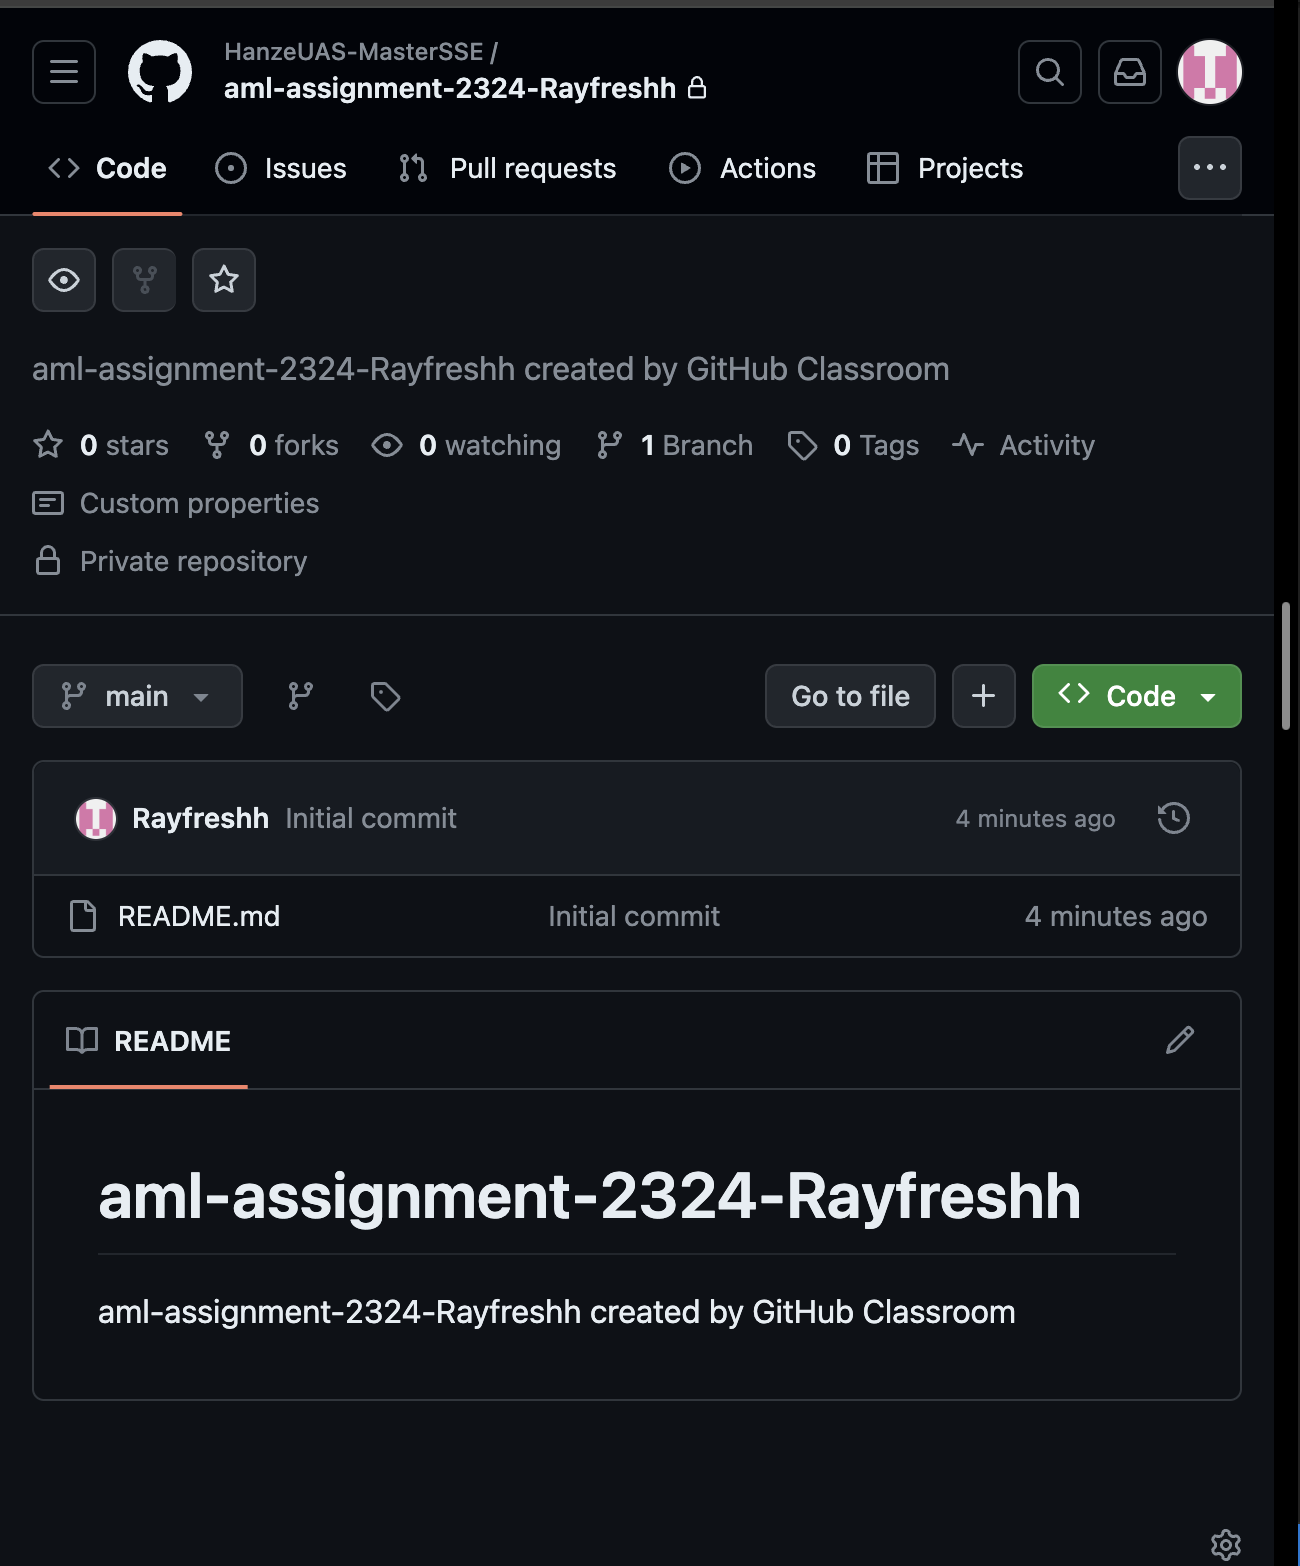 HanzeUAS-MasterSSE /
aml-assignment-2324-Rayfreshh
Code Issues Pull requests Actions Projects
aml-assignment-2324-Rayfreshh created by GitHub Classroom
0 stars 0 forks 0 watching 1 Branch 0 Tags Activity
Custom properties
Private repository
main Go to file Code
Rayfreshh Initial commit 4 minutes ago
README.md Initial commit 4 minutes ago
README
aml-assignment-2324-Rayfreshh
aml-assignment-2324-Rayfreshh created by GitHub Classroom